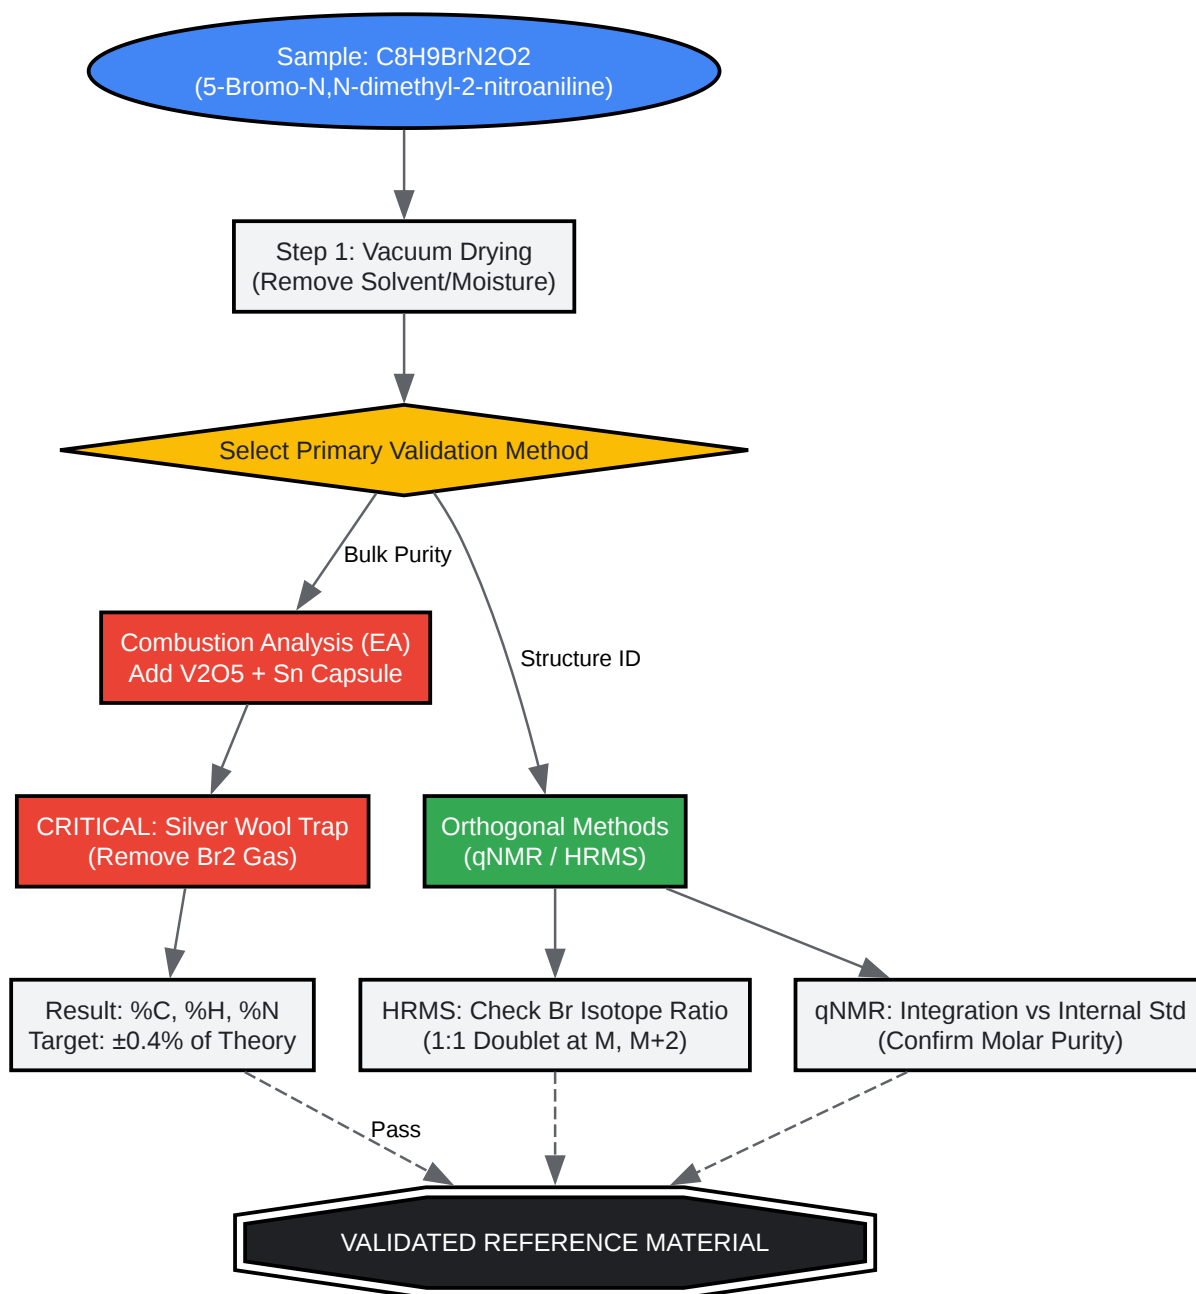 Sample: C8H9BrN2O2
(5-Bromo-N,N-dimethyl-2-nitroaniline)
Step 1: Vacuum Drying
(Remove Solvent/Moisture)
Select Primary Validation Method
Bulk Purity
Combustion Analysis (EA)
Add V2O5 + Sn Capsule
Structure ID
CRITICAL: Silver Wool Trap
(Remove Br2 Gas)
Orthogonal Methods
(qNMR / HRMS)
Result: %C, %H, %N
Target: ±0.4% of Theory
HRMS: Check Br Isotope Ratio
(1:1 Doublet at M, M+2)
qNMR: Integration vs Internal Std
(Confirm Molar Purity)
Pass
VALIDATED REFERENCE MATERIAL